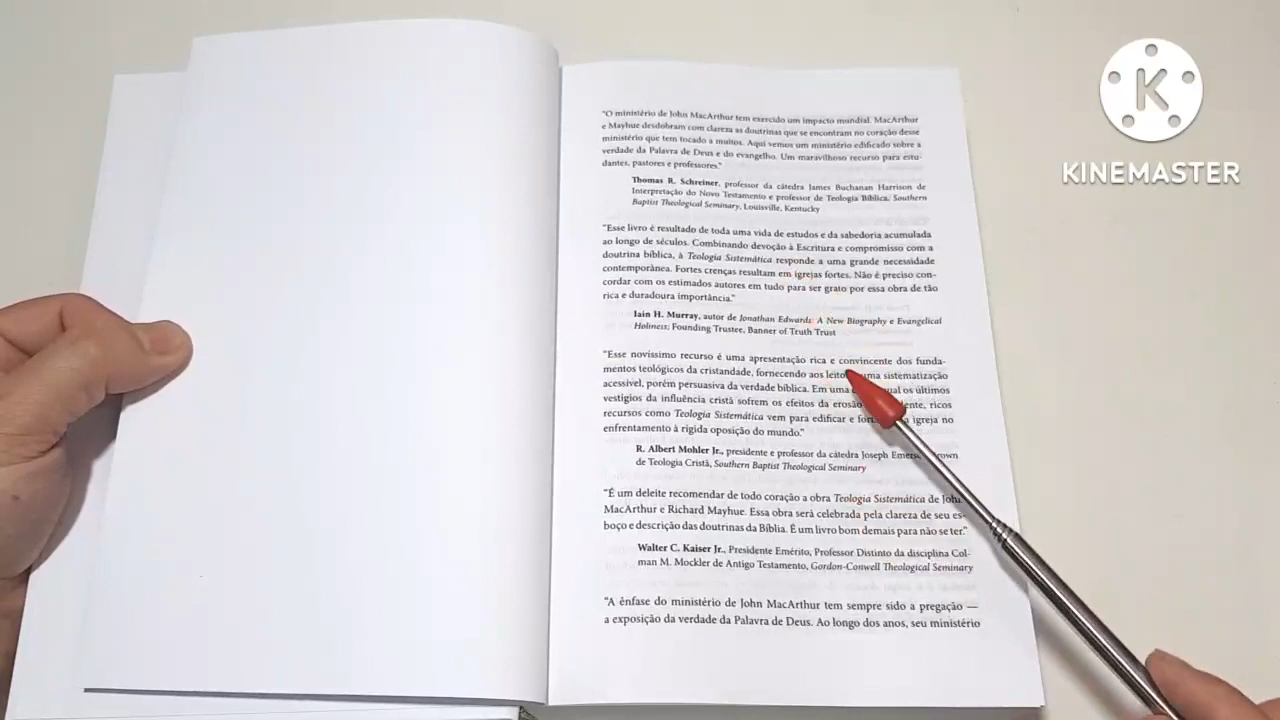 "O ministério de John MacArthur tem exercido um impacto mundial. MacArthur
e Mayhue desdobram com clareza as doutrinas que se encontram no coração desse
ministério que tem tocado a muitos. Aqui vemos um ministério edificado sobre a
verdade da Palavra de Deus e do evangelho. Um maravilhoso recurso para estu-
dantes, pastores e professores."
Thomas R. Schreiner, professor da cátedra James Buchanan Harrison de
Interpretação do Novo Testamento e professor de Teologia Bíblica, Southern
Baptist Theological Seminary, Louisville, Kentucky
"Esse livro é resultado de toda uma vida de estudos e da sabedoria acumulada
ao longo de séculos. Combinando devoção à Escritura e compromisso com a
doutrina bíblica, à Teologia Sistemática responde a uma grande necessidade
contemporânea. Fortes crenças resultam em igrejas fortes. Não é preciso con-
cordar com os estimados autores em tudo para ser grato por essa obra de tão
rica e duradoura importância."
Iain H. Murray, autor de Jonathan Edwards: A New Biography e Evangelical
Holiness; Founding Trustee, Banner of Truth Trust
"Esse novíssimo recurso é uma apresentação rica e convincente dos funda-
mentos teológicos da cristandade, fornecendo aos leito uma sistematização
acessível, porém persuasiva da verdade bíblica. Em uma qual os últimos
vestígios da influência cristã sofrem os efeitos da erosão ente, ricos
recursos como Teologia Sistemática vem para edificar e a igreja no
enfrentamento à rígida oposição do mundo."
R. Albert Mohler Jr., presidente e professor da cátedra Joseph rown
de Teologia Cristã, Southern Baptist Theological Seminary
"É um deleite recomendar de todo coração a obra Teologia Sistemática de John
MacArthur e Richard Mayhue. Essa obra será celebrada pela clareza de seu es-
boço e descrição das doutrinas da Bíblia. É um livro bom demais para não se ter."
Walter C. Kaiser Jr., Presidente Emérito, Professor Distinto da disciplina Col-
man M. Mockler de Antigo Testamento, Gordon-Conwell Theological Seminary
"A ênfase do ministério de John MacArthur tem sempre sido a pregação —
a exposição da verdade da Palavra de Deus. Ao longo dos anos, seu ministério
KINEMASTER